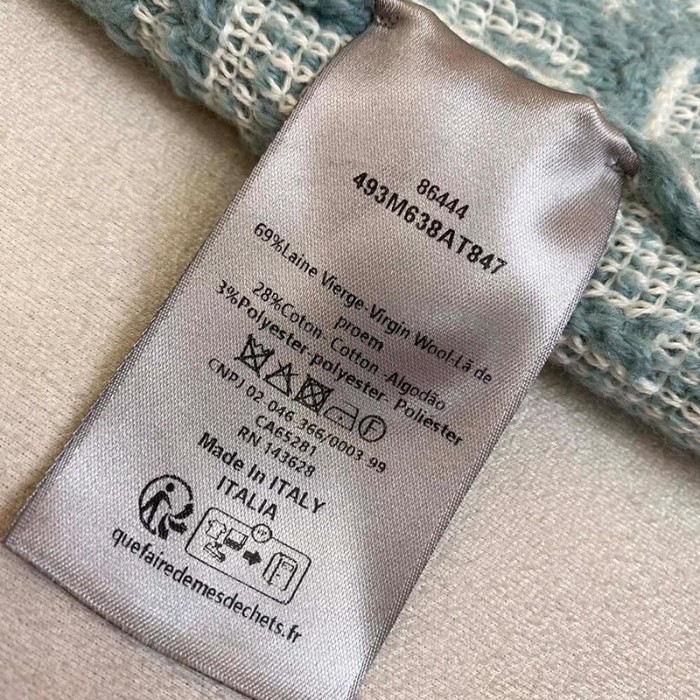 86444
493M638AT847
69%Laine Vierge-Virgin Wool-Lã de
proem
28%Coton- Cotton -Algodão
3%Polyester-polyester- Poliester
CNPJ 02 046 366/0003 99
CA65281
RN 143628
Made In ITALY
ITALIA
quefairedemesdechets.fr